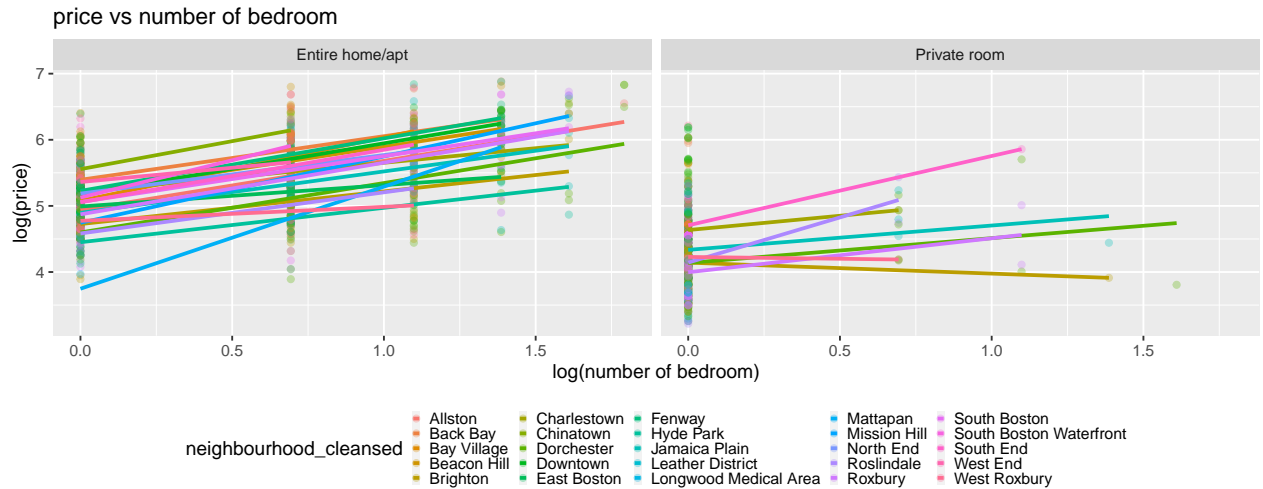 price vs number of bedroom
Entire home/apt Private room
7
6
5
4
log(price)
0.0 0.5 1.0 1.5 0.0 0.5 1.0 1.5
log(number of bedroom)
neighbourhood_cleansed
Allston Charlestown Fenway Mattapan South Boston
Back Bay Chinatown Hyde Park Mission Hill South Boston Waterfront
Bay Village Dorchester Jamaica Plain North End South End
Beacon Hill Downtown Leather District Roslindale West End
Brighton East Boston Longwood Medical Area Roxbury West Roxbury